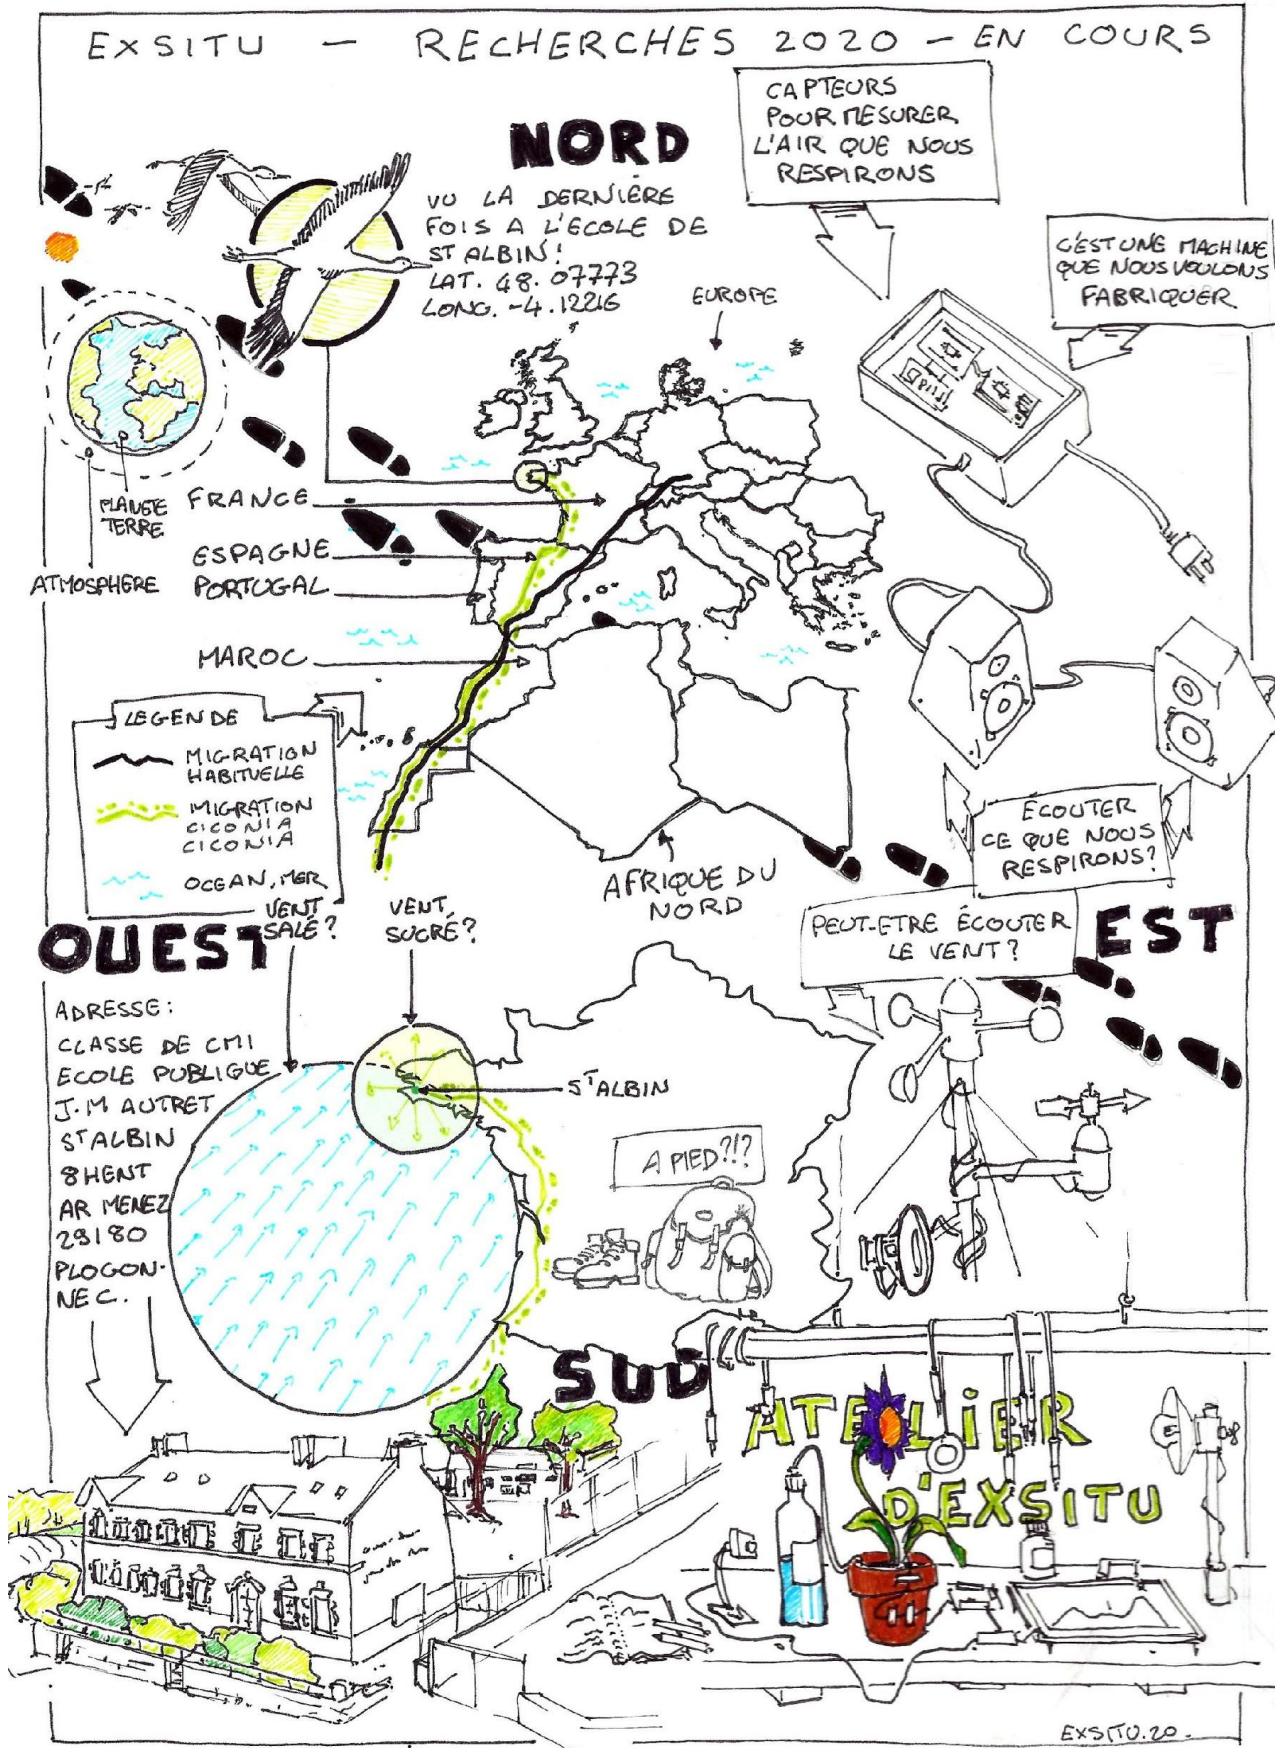 EXSITU - RECHERCHES 2020 - EN COURS
CAPTEURS
POUR MESURER
L'AIR QUE NOUS
RESPIRONS
NORD
VU LA DERNIÈRE
FOIS A L'ECOLE DE
ST ALBIN!
LAT. 48.07773
LONG. -4.12216
C'EST UNE MACHINE
QUE NOUS VOULONS
FABRIQUER
EUROPE
PLANETE
TERRE
ATMOSPHERE
FRANCE
ESPAGNE
PORTUGAL
MAROC
LEGENDE
MIGRATION
HABITUELLE
MIGRATION
CICONIA
CICONIA
OCEAN, MER
AFRIQUE DU
NORD
ÉCOUTER
CE QUE NOUS
RESPIRONS?
PEUT-ETRE ÉCOUTER
LE VENT?
EST
OUEST
VENT
SALÉ?
VENT
SUCRÉ?
ADRESSE:
CLASSE DE CM1
ECOLE PUBLIQUE
J.M AUTRET
ST ALBIN
8 HENT
AR MENEZ
29180
PLOGON-
NEC.
ST ALBIN
A PIED?!?
SUD
ATELIER
D'EXSITU
EXSITU.20.